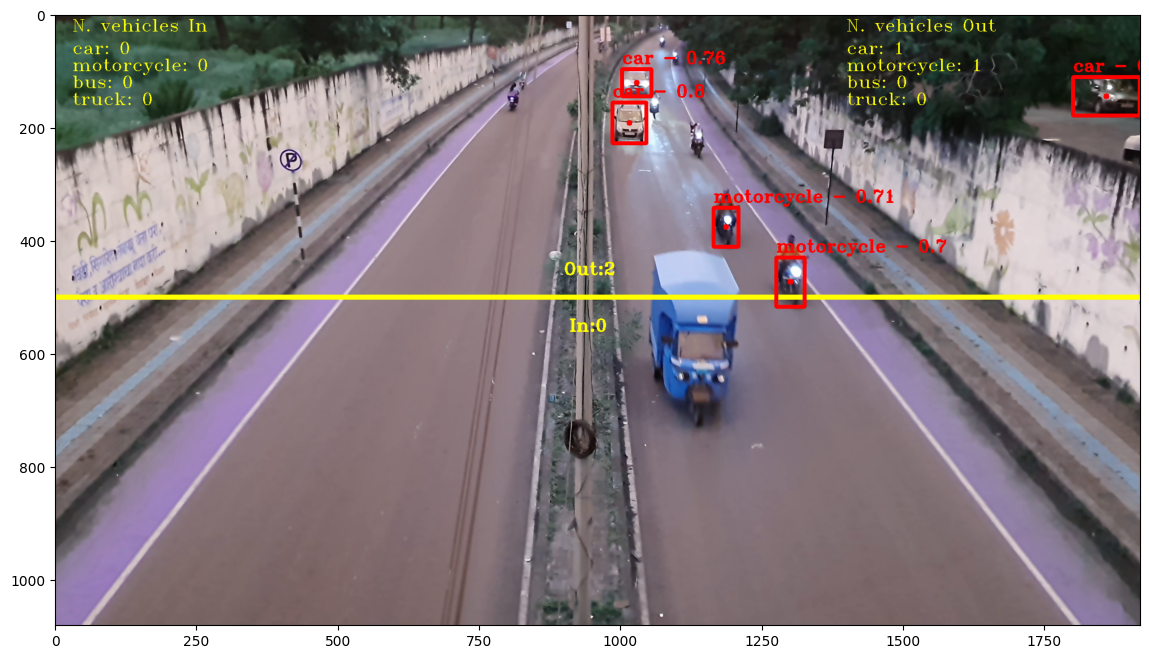 0
N. vehicles In
car: 0
motorcycle: 0
bus: 0
truck: 0
N. vehicles Out
car: 1
motorcycle: 1
bus: 0
truck: 0
car - 0.76
car - 0.6
car -
200
P
motorcycle - 0.71
400
motorcycle - 0.7
Out:2
In:0
600
800
1000
0
250
500
750
1000
1250
1500
1750